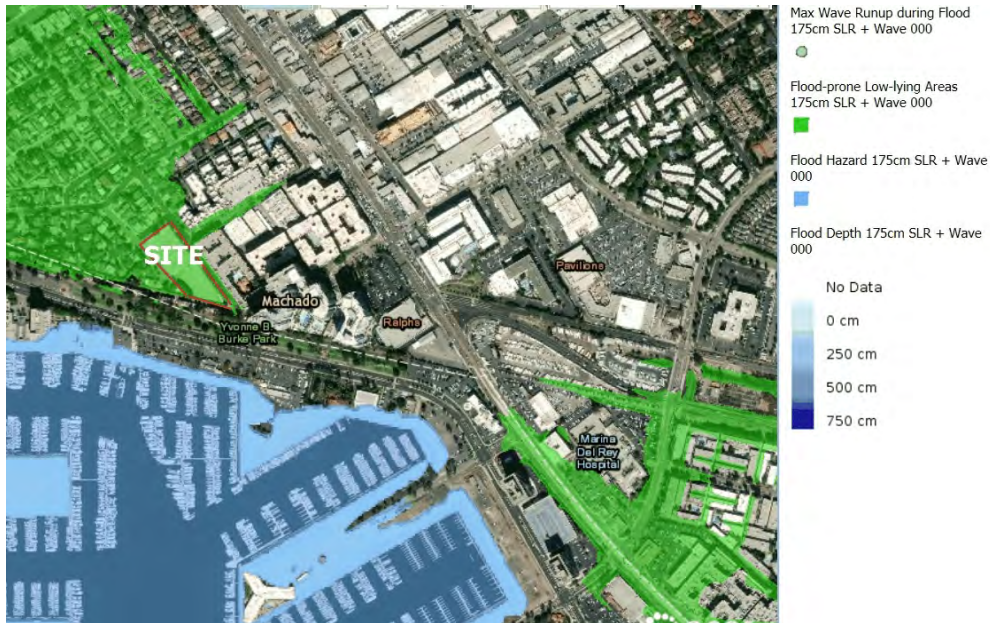 Max Wave Runup during Flood
175cm SLR + Wave 000
Flood-prone Low-lying Areas
175cm SLR + Wave 000
Flood Hazard 175cm SLR + Wave
000
Flood Depth 175cm SLR + Wave
000
No Data
0 cm
250 cm
500 cm
750 cm
SITE
Pavilions
Machado
Ralphs
Yvonne B.
Burke Park
Marina
Del Rey
Hospital